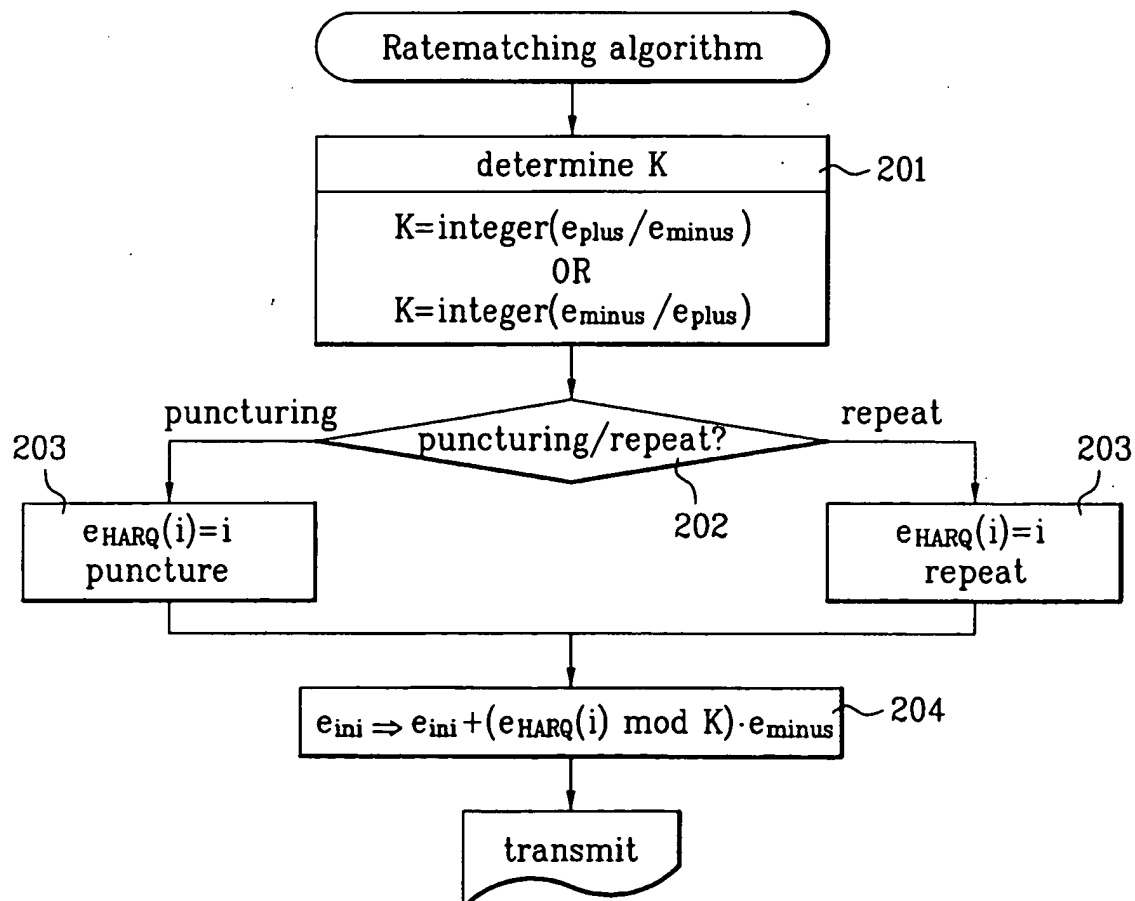 Ratematching algorithm
determine K
201
K=integer(eplus/eminus)
OR
K=integer(eminus/eplus)
puncturing
repeat
puncturing/repeat?
202
203
eHARQ(i)=i
puncture
203
eHARQ(i)=i
repeat
eini⇒eini+(eHARQ(i) mod K)·eminus
204
transmit